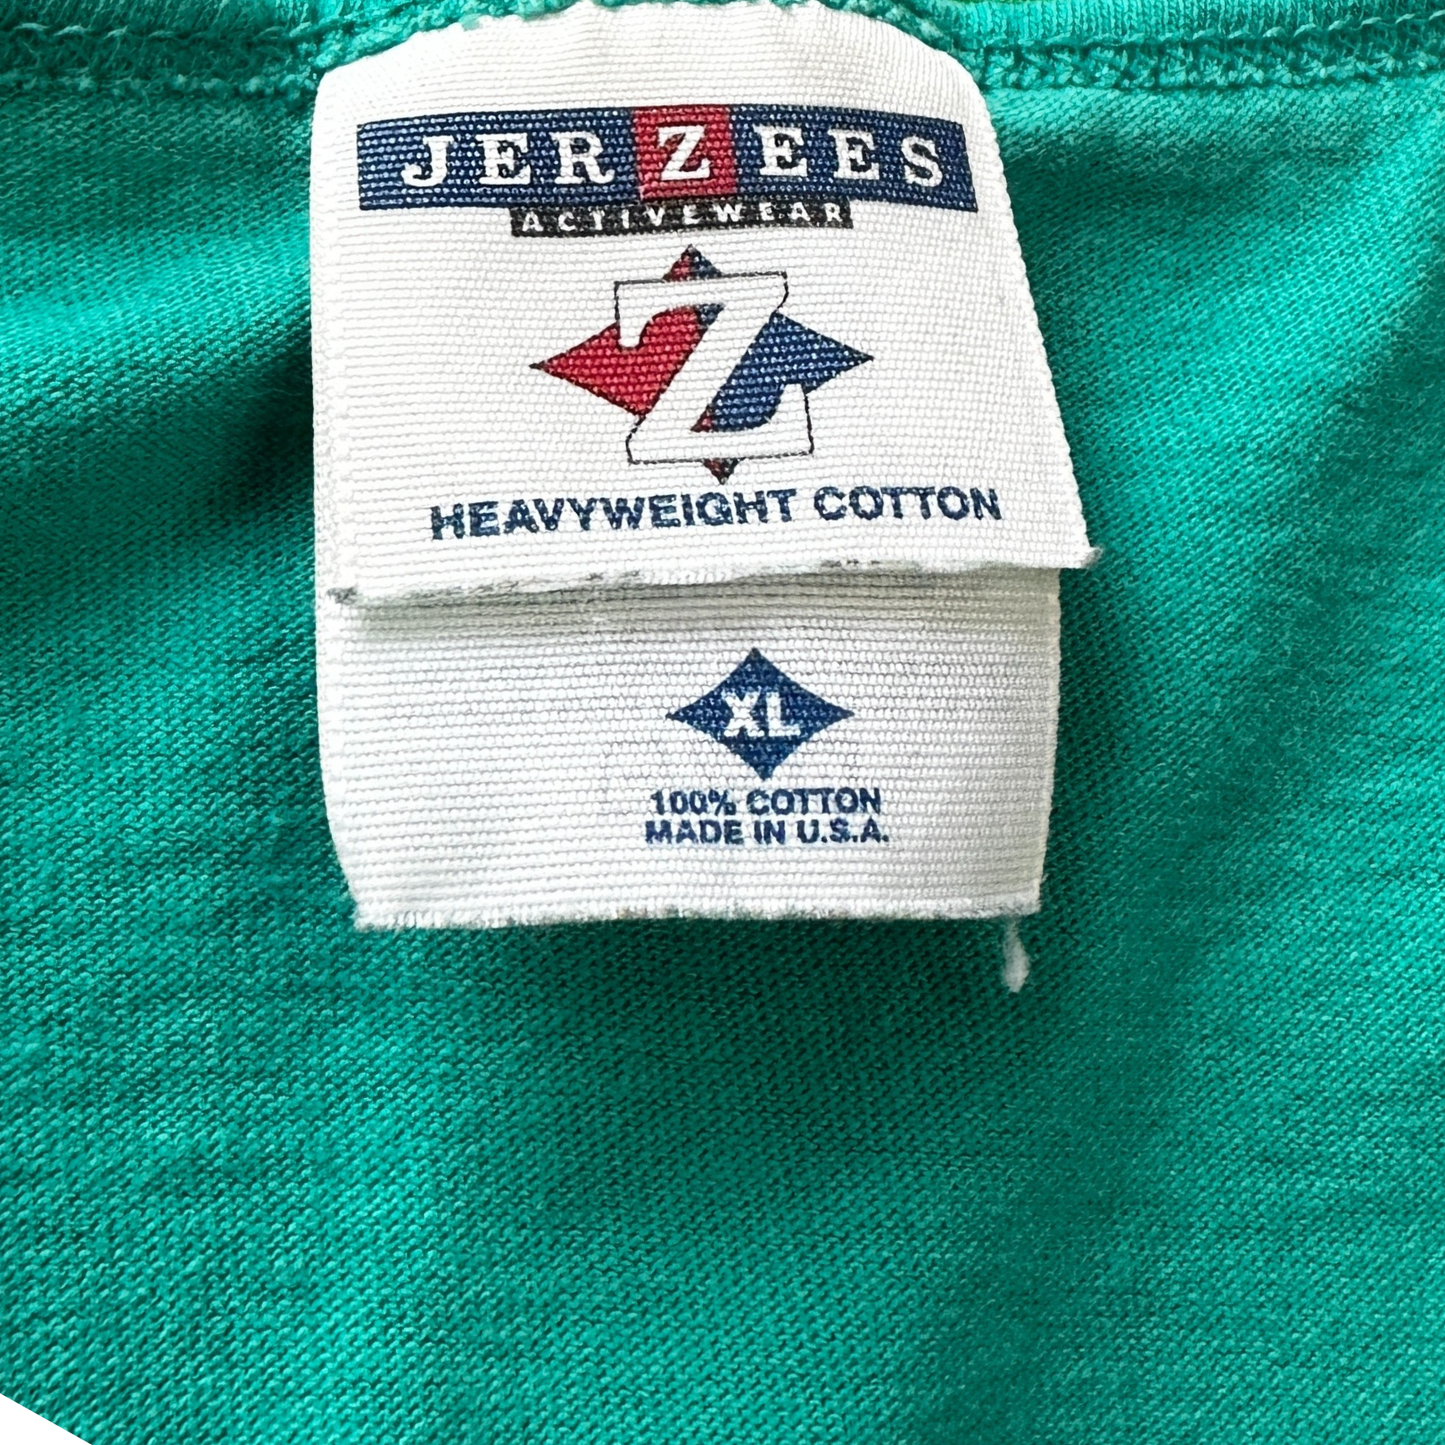 JERZEES
ACTIVEWEAR
Z
HEAVYWEIGHT COTTON
XL
100% COTTON
MADE IN U.S.A.